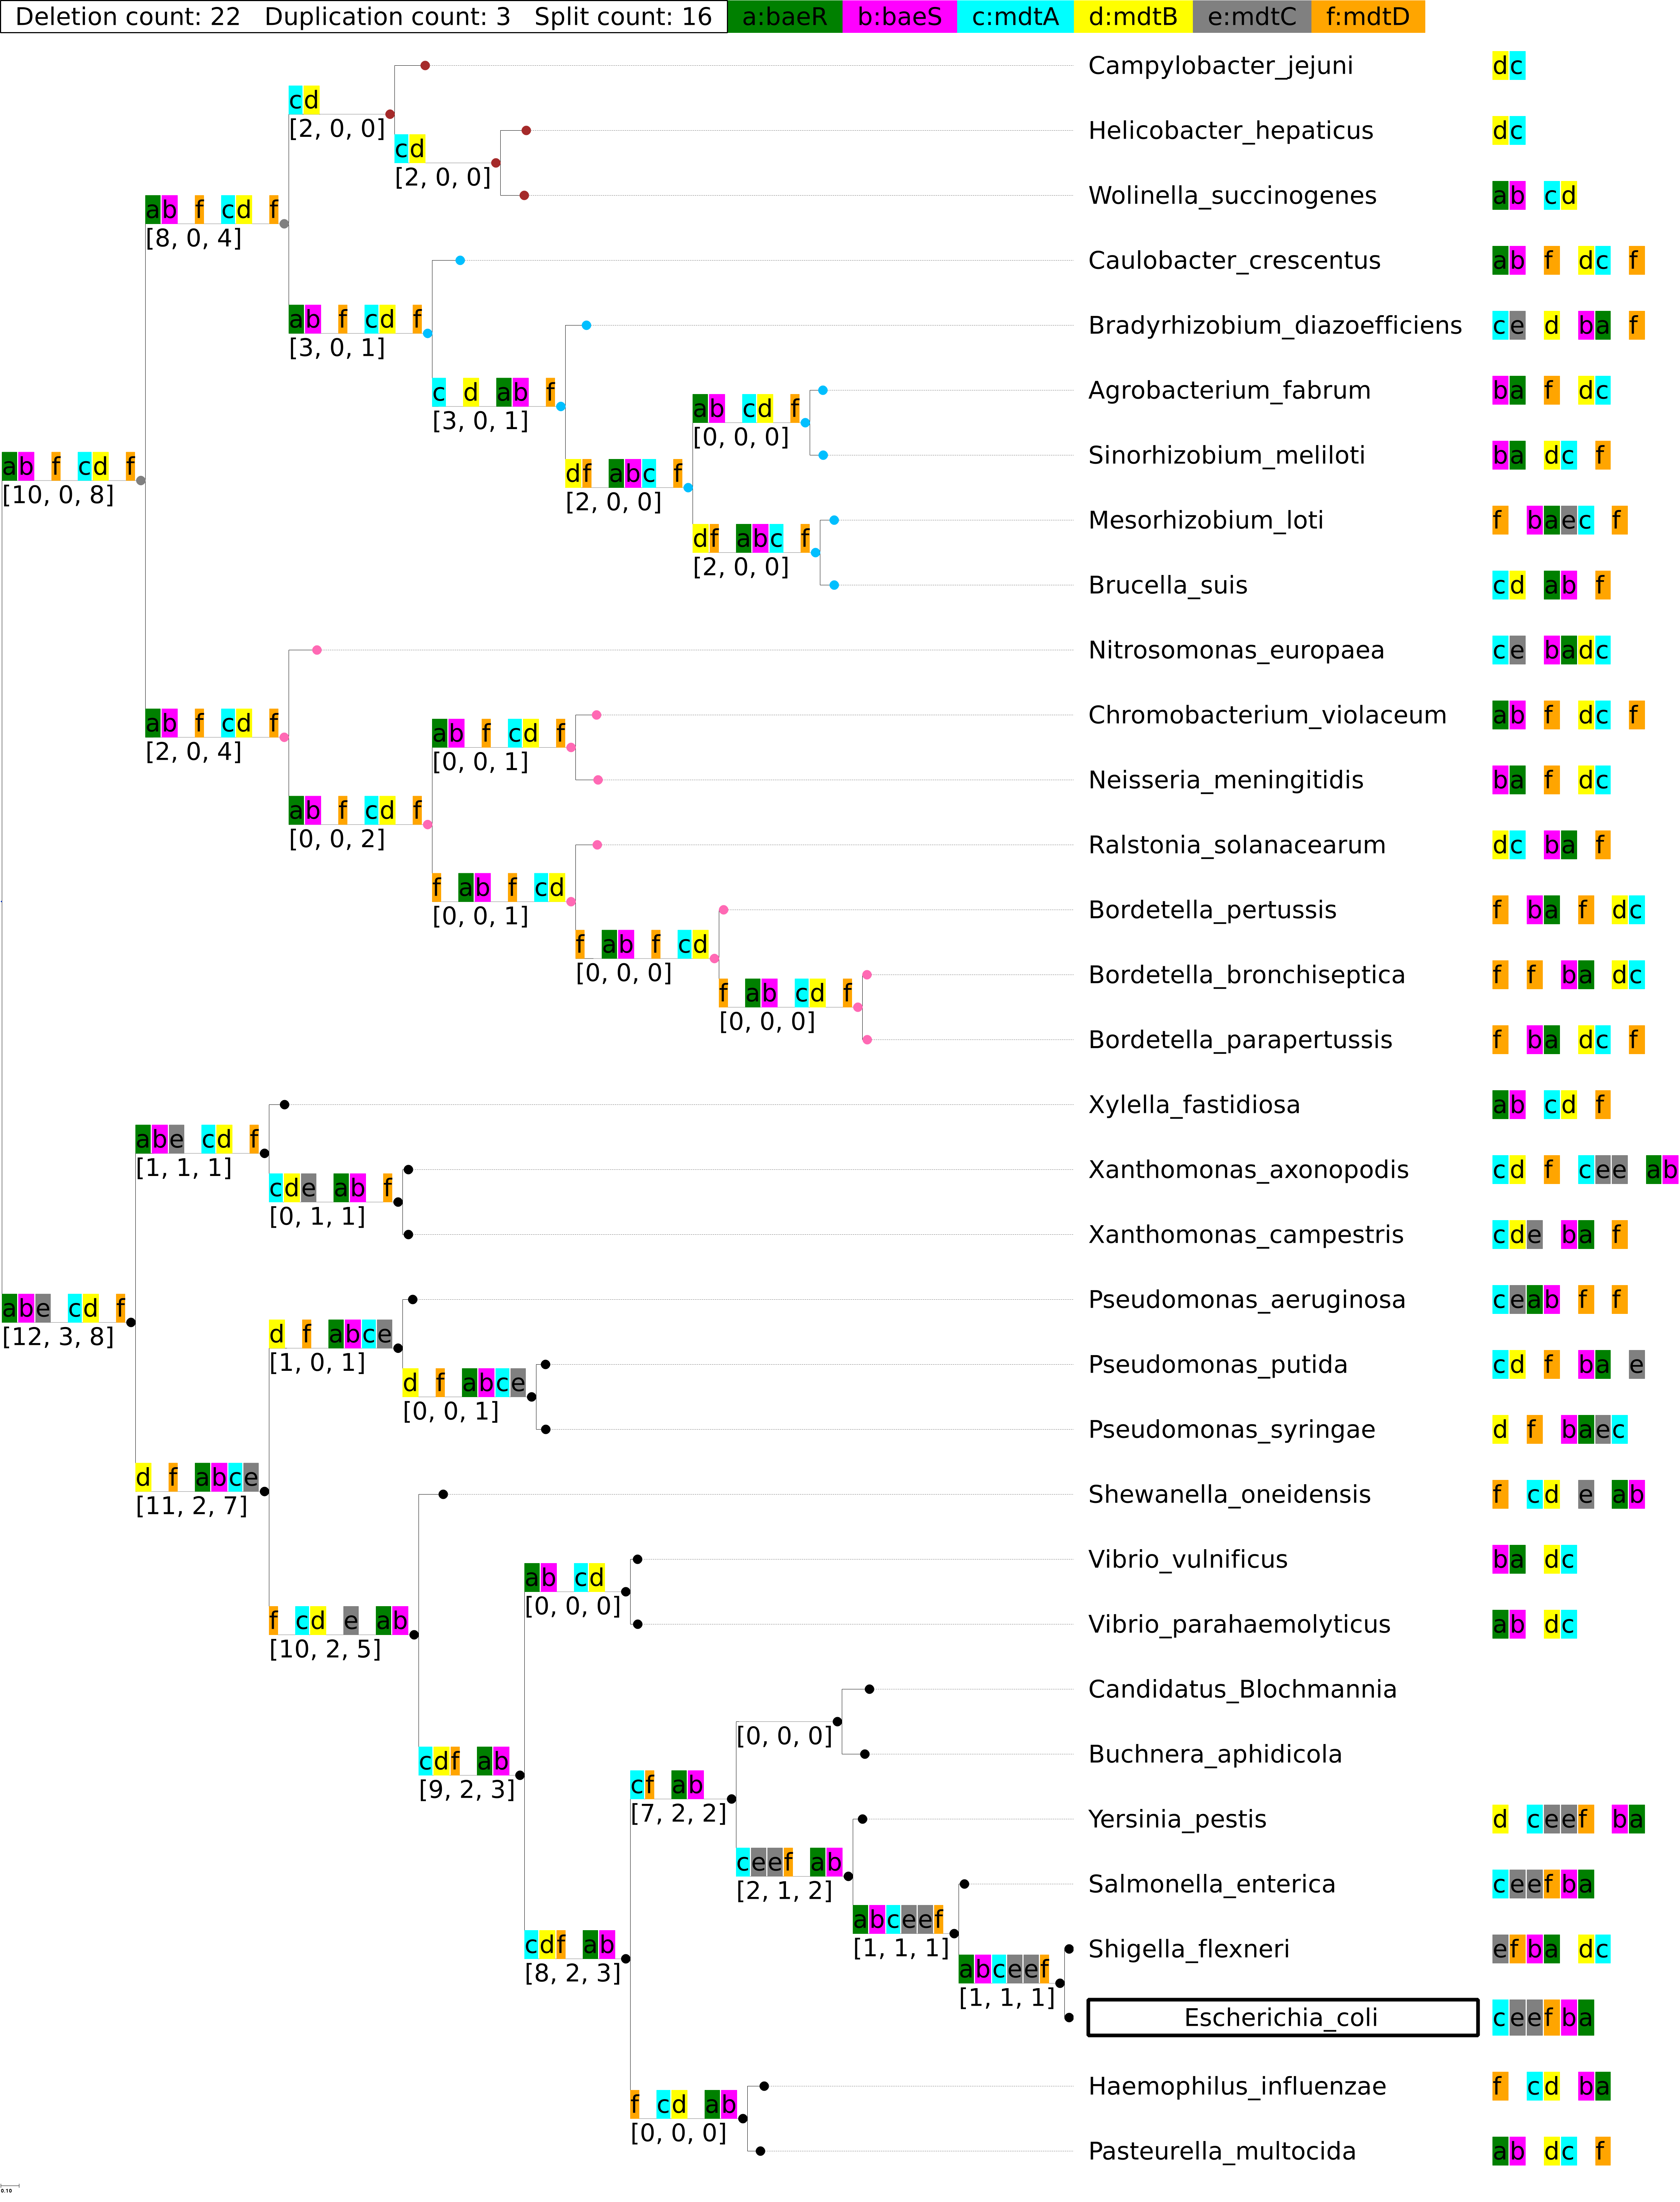 Deletion count: 22 Duplication count: 3 Split count: 16 a:baeR b:baeS c:mdtA d:mdtB e:mdtC f:mdtD
Campylobacter_jejuni dc
cd
[2, 0, 0]
Helicobacter_hepaticus dc
cd
[2, 0, 0]
Wolinella_succinogenes ab cd
ab f cd f
[8, 0, 4]
Caulobacter_crescentus ab f dc f
ab f cd f
[3, 0, 1]
Bradyrhizobium_diazoefficiens ce d ba f
c d ab f
[3, 0, 1]
Agrobacterium_fabrum ba f dc
ab cd f
[0, 0, 0]
Sinorhizobium_meliloti ba dc f
ab f cd f
[10, 0, 8]
df abc f
[2, 0, 0]
Mesorhizobium_loti f baec f
df abc f
[2, 0, 0]
Brucella_suis cd ab f
Nitrosomonas_europaea ce badc
ab f cd f
[2, 0, 4]
Chromobacterium_violaceum ab f dc f
ab f cd f
[0, 0, 1]
Neisseria_meningitidis ba f dc
ab f cd f
[0, 0, 2]
Ralstonia_solanacearum dc ba f
f ab f cd
[0, 0, 1]
Bordetella_pertussis f ba f dc
f ab f cd
[0, 0, 0]
Bordetella_bronchiseptica f f ba dc
f ab cd f
[0, 0, 0]
Bordetella_parapertussis f ba dc f
Xylella_fastidiosa ab cd f
abe cd f
[1, 1, 1]
Xanthomonas_axonopodis cd f cee ab
cde ab f
[0, 1, 1]
Xanthomonas_campestris cde ba f
abe cd f
[12, 3, 8]
Pseudomonas_aeruginosa ceab f f
d f abce
[1, 0, 1]
Pseudomonas_putida cd f ba e
d f abce
[0, 0, 1]
Pseudomonas_syringae d f baec
d f abce
[11, 2, 7]
Shewanella_oneidensis f cd e ab
Vibrio_vulnificus ba dc
ab cd
[0, 0, 0]
Vibrio_parahaemolyticus ab dc
f cd e ab
[10, 2, 5]
Candidatus_Blochmannia
[0, 0, 0]
Buchnera_aphidicola
cdf ab
[9, 2, 3]
cf ab
[7, 2, 2]
Yersinia_pestis d ceef ba
ceef ab
[2, 1, 2]
Salmonella_enterica ceefba
abceef
[1, 1, 1]
Shigella_flexneri efba dc
cdf ab
[8, 2, 3]
abceef
[1, 1, 1]
Escherichia_coli ceefba
Haemophilus_influenzae f cd ba
f cd ab
[0, 0, 0]
Pasteurella_multocida ab dc f
0.10